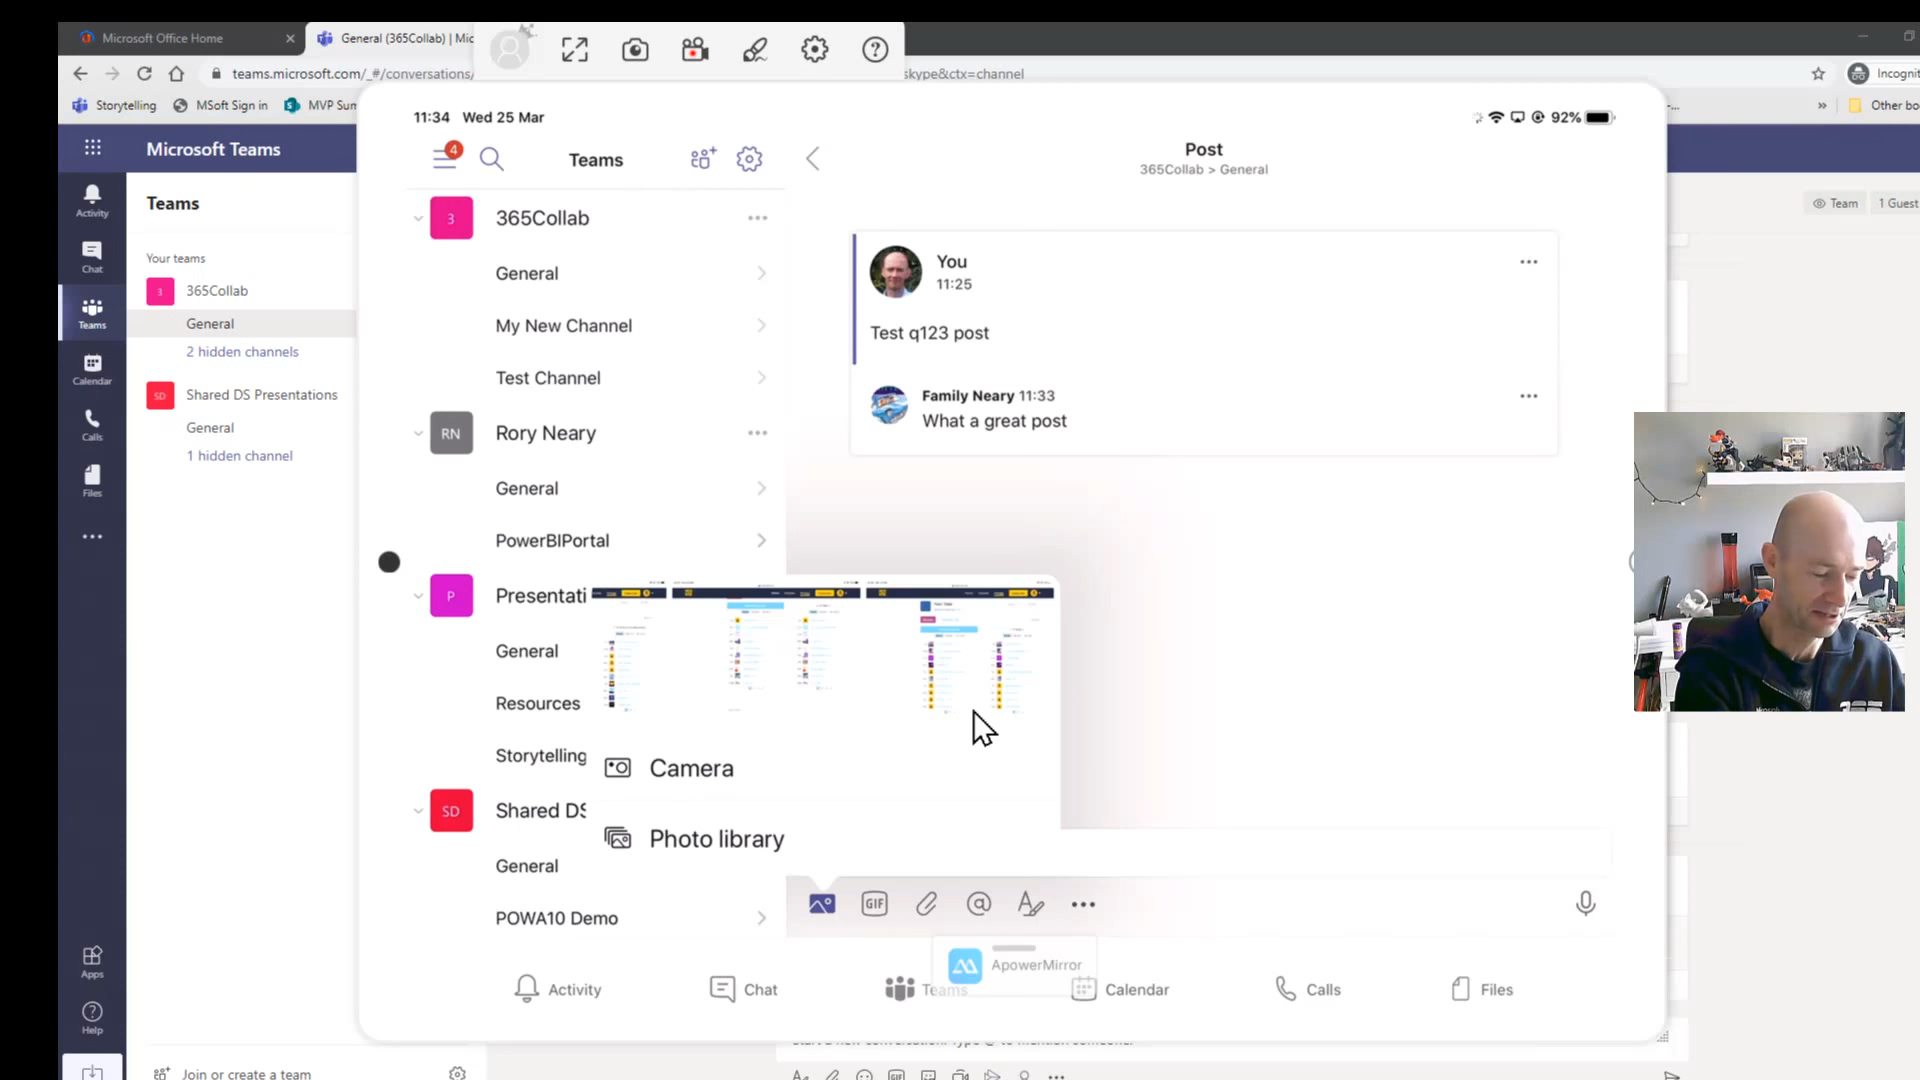 Microsoft Office Home
General (365Collab) | Mic
teams.microsoft.com/_#/conversations/
skype&ctx=channel
Incognit
Storytelling
MSoft Sign in
MVP Sum
Other bo
Microsoft Teams
Activity
Chat
Teams
Calendar
Calls
Files
Apps
Help
Teams
Your teams
3
365Collab
General
2 hidden channels
SD
Shared DS Presentations
General
1 hidden channel
Join or create a team
Team
1 Guest
11:34 Wed 25 Mar
92%
4
Teams
3
365Collab
General
My New Channel
Test Channel
RN
Rory Neary
General
PowerBIPortal
P
Presentati
General
Resources
Storytelling
SD
Shared DS
General
POWA10 Demo
Post
365Collab > General
You
11:25
Test q123 post
Family Neary 11:33
What a great post
Camera
Photo library
GIF
ApowerMirror
Activity
Chat
Teams
Calendar
Calls
Files
GIF